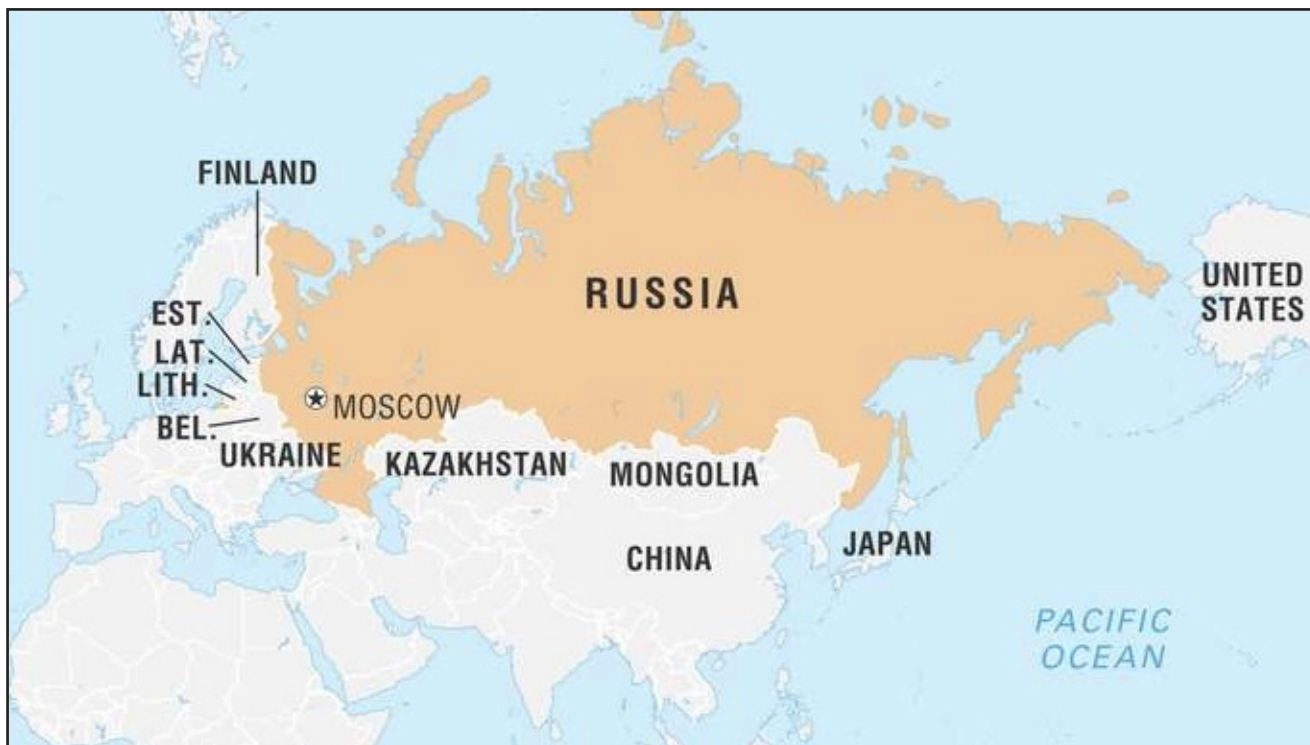 FINLAND
RUSSIA
UNITED
STATES
EST.
LAT.
LITH.
BEL.
MOSCOW
UKRAINE
KAZAKHSTAN
MONGOLIA
CHINA
JAPAN
PACIFIC
OCEAN